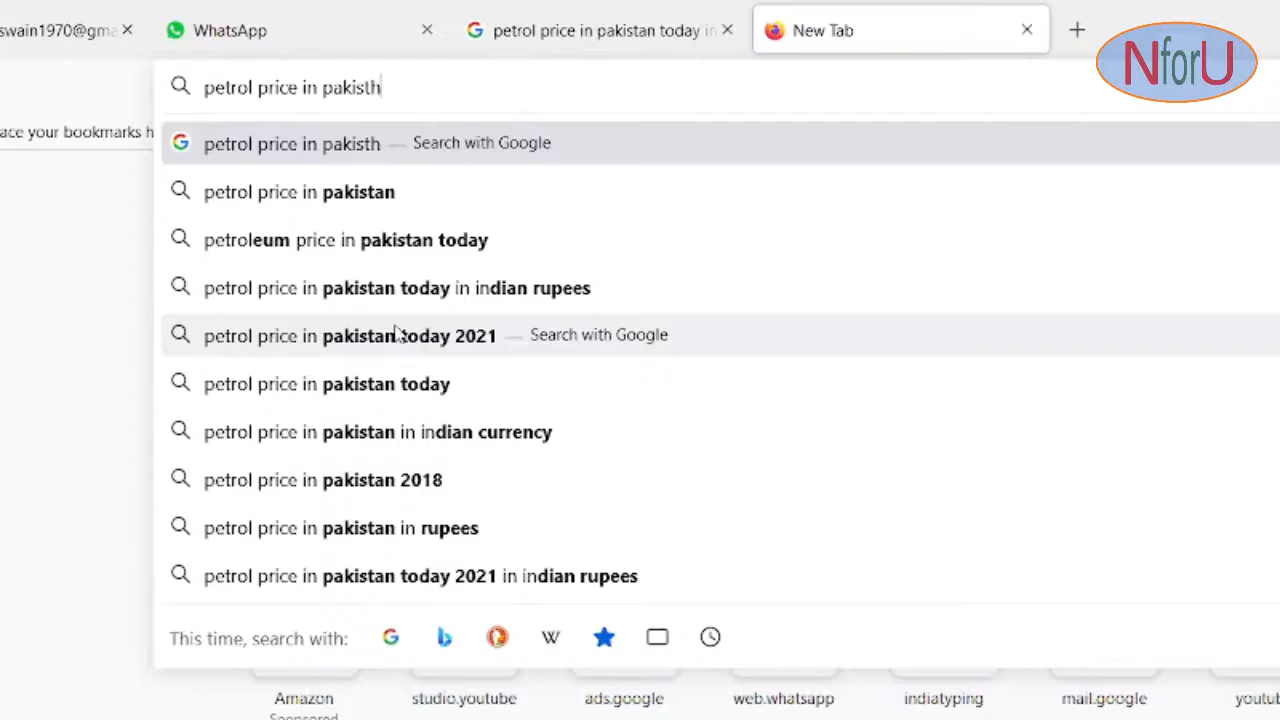 swain1970@gma
WhatsApp
petrol price in pakistan today in
New Tab
NforU
petrol price in pakisth
ace your bookmarks h
petrol price in pakisth — Search with Google
petrol price in pakistan
petroleum price in pakistan today
petrol price in pakistan today in indian rupees
petrol price in pakistan today 2021 — Search with Google
petrol price in pakistan today
petrol price in pakistan in indian currency
petrol price in pakistan 2018
petrol price in pakistan in rupees
petrol price in pakistan today 2021 in indian rupees
This time, search with:
Amazon studio.youtube ads.google web.whatsapp indiatyping mail.google youtu
Sponsored